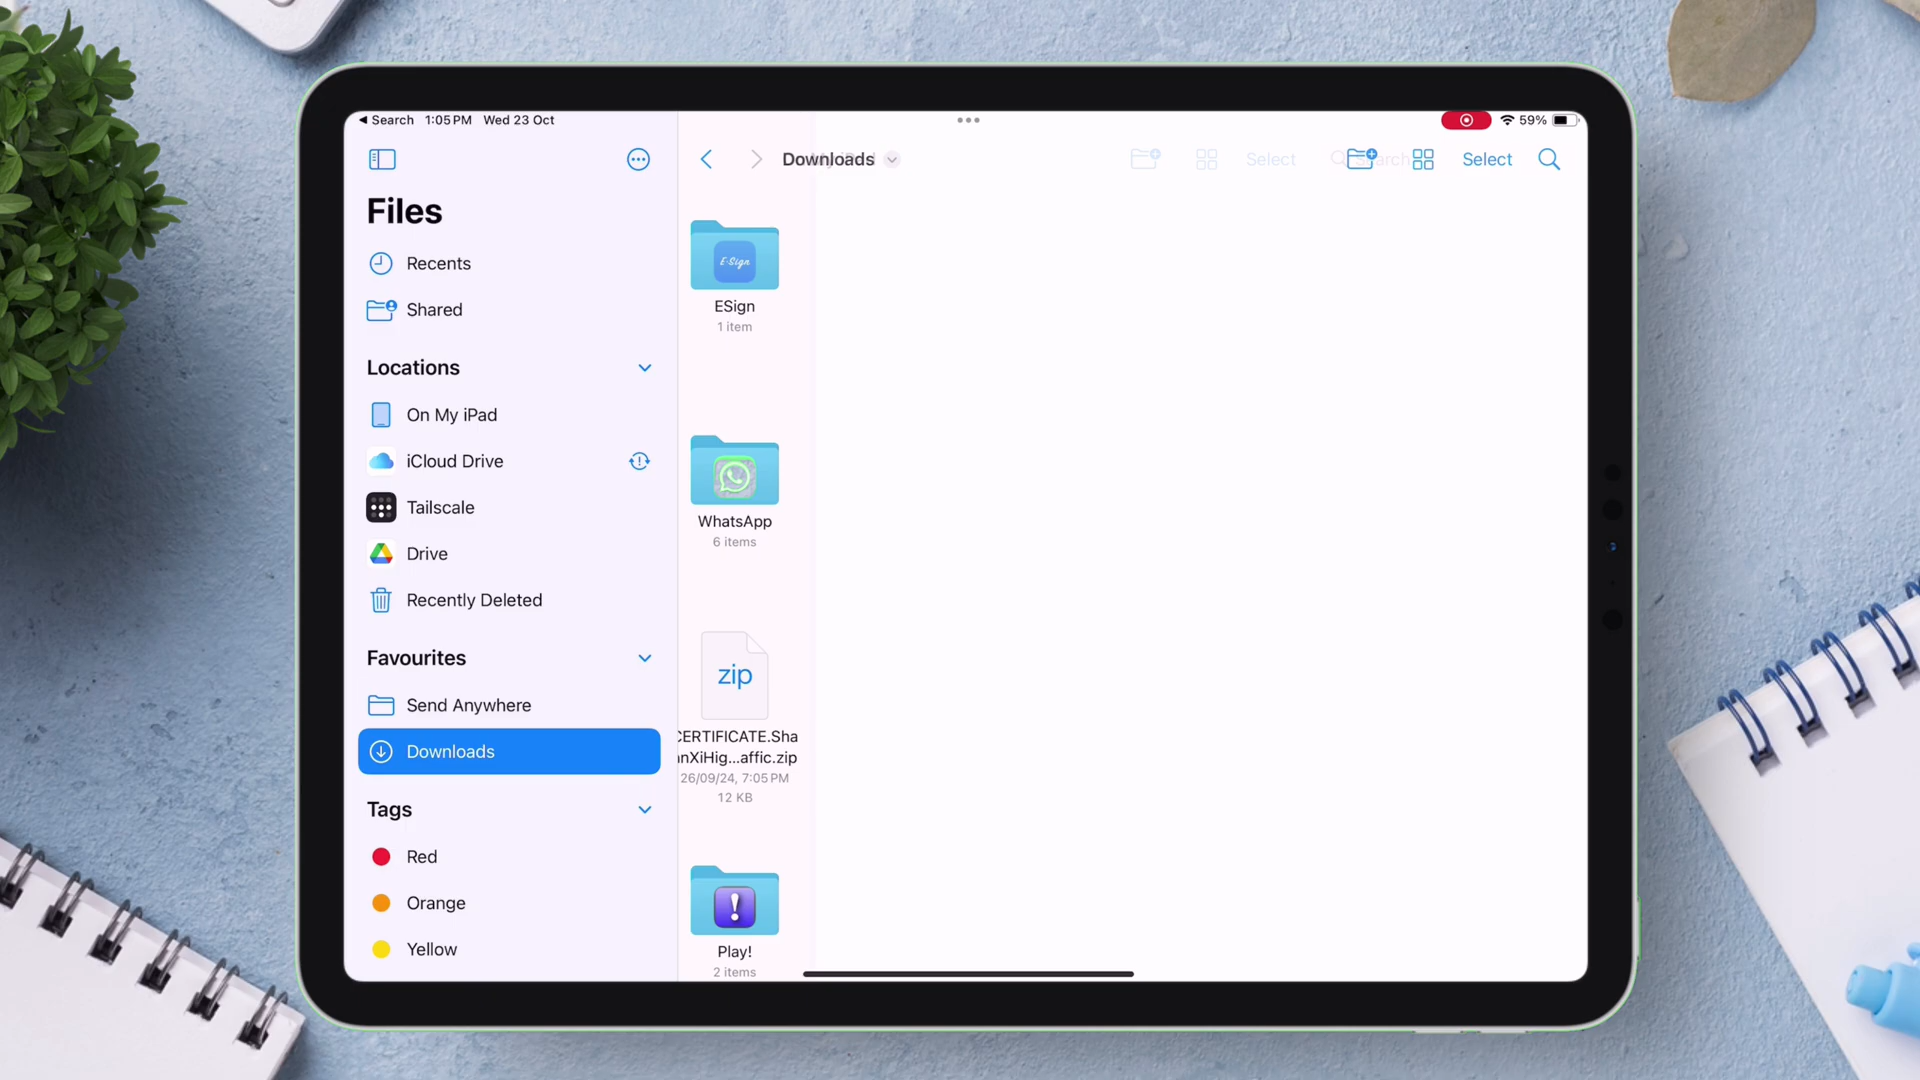 Search 1:05 PM Wed 23 Oct
59%
Downloads
Select
Select
Files
Recents
Shared
Locations
On My iPad
iCloud Drive
Tailscale
Drive
Recently Deleted
Favourites
Send Anywhere
Downloads
Tags
Red
Orange
Yellow
E-Sign
ESign
1 item
WhatsApp
6 items
zip
CERTIFICATE.Sha
nXiHig...affic.zip
26/09/24, 7:05 PM
12 KB
!
Play!
2 items